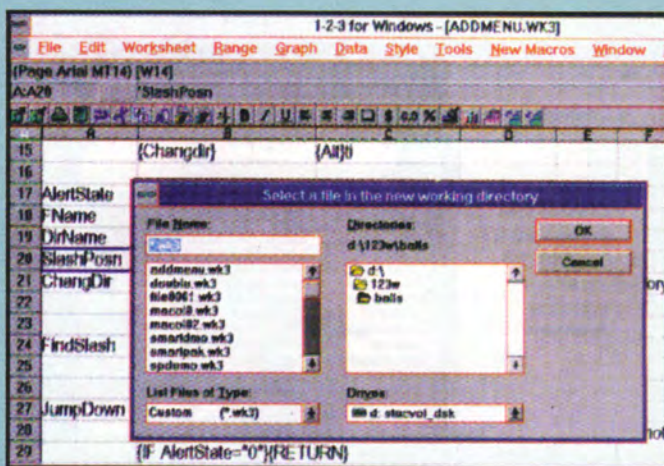 1-2-3 for Windows - [ADDMENU.WK3]
File Edit Worksheet Range Graph Data Style Tools New Macros Window
(Page Arial MT14) [W14]
A:A20 'SlashPosn
B I U $ 0.0 %
A A B C D E F
15 {Changdir} {Alt}ti
16
17 AlertState
18 FName
19 DirName
20 SlashPosn
21 ChangDir
22
23
24 FindSlash
25
26
27 JumpDown
28
29 {IF AlertState="0"}{RETURN}
Select a file in the new working directory
File Name:
*.wk3
addmenu.wk3
double.wk3
file0001.wk3
smartdmo.wk3
smartpak.wk3
spdemo.wk3
List Files of Type:
Custom (*.wk3)
Directories:
d:\123w\balls
d:\
123w
balls
Drives:
d: stacvol_dsk
OK
Cancel